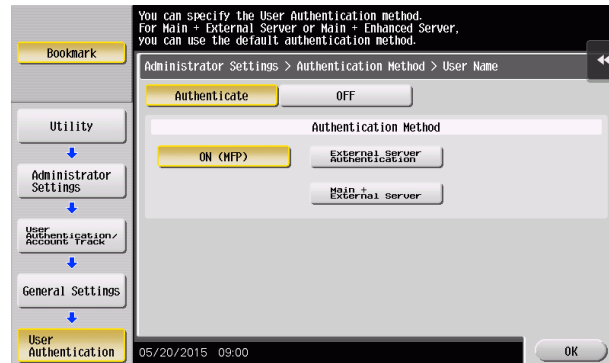 You can specify the User Authentication method.
For Main + External Server or Main + Enhanced Server,
you can use the default authentication method.
Bookmark
Administrator Settings > Authentication Method > User Name
Authenticate
OFF
Utility
Authentication Method
ON (MFP)
External Server
Authentication
Administrator
Settings
Main +
External Server
User
Authentication/
Account Track
General Settings
User
Authentication
05/20/2015 09:00
OK